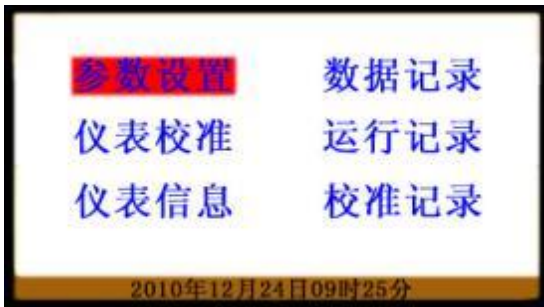 参数设置 数据记录
仪表校准 运行记录
仪表信息 校准记录
2010年12月24日09时25分